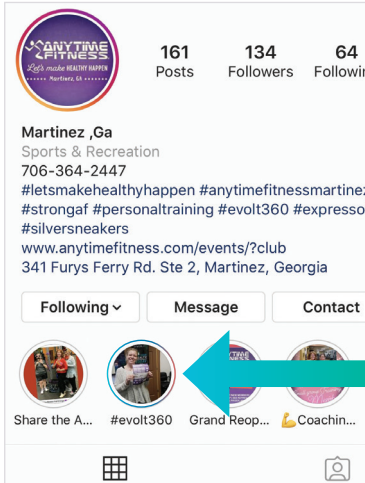 ANYTIME
FITNESS
Let's make HEALTHY HAPPEN
Martinez, GA
161 134 64
Posts Followers Followin
Martinez ,Ga
Sports & Recreation
706-364-2447
#letsmakehealthyhappen #anytimefitnessmartinez
#strongaf #personaltraining #evolt360 #expresso
#silversneakers
www.anytimefitness.com/events/?club
341 Furys Ferry Rd. Ste 2, Martinez, Georgia
Following Message Contact
Share the A... #evolt360 Grand Reop... 💪Coachin...